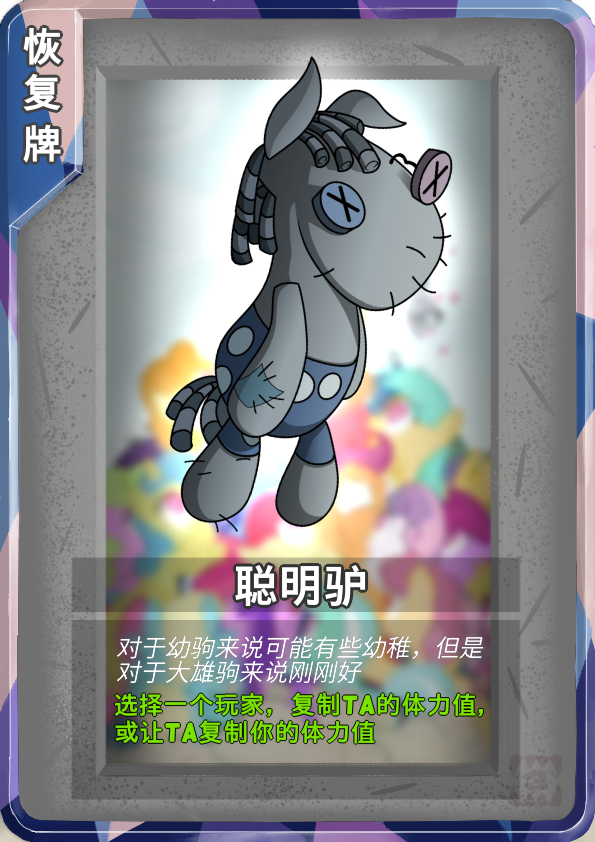 恢复牌
聪明驴
对于幼驹来说可能有些幼稚，但是
对于大雄驹来说刚刚好
选择一个玩家，复制TA的体力值，
或让TA复制你的体力值